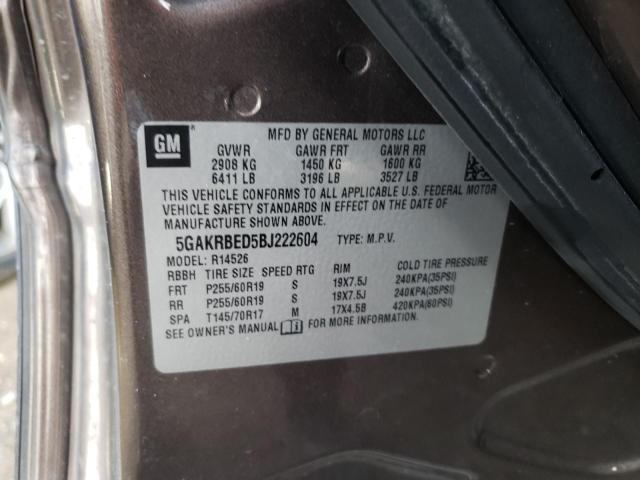 GM ®
MFD BY GENERAL MOTORS LLC
GVWR GAWR FRT GAWR RR
2908 KG 1450 KG 1600 KG
6411 LB 3196 LB 3527 LB
THIS VEHICLE CONFORMS TO ALL APPLICABLE U.S. FEDERAL MOTOR
VEHICLE SAFETY STANDARDS IN EFFECT ON THE DATE OF
MANUFACTURE SHOWN ABOVE.
5GAKRBED5BJ222604 TYPE: M.P.V.
MODEL: R14526
RBBH TIRE SIZE SPEED RTG RIM COLD TIRE PRESSURE
FRT P255/60R19 S 19X7.5J 240KPA(35PSI)
RR P255/60R19 S 19X7.5J 240KPA(35PSI)
SPA T145/70R17 M 17X4.5B 420KPA(60PSI)
SEE OWNER'S MANUAL FOR MORE INFORMATION.